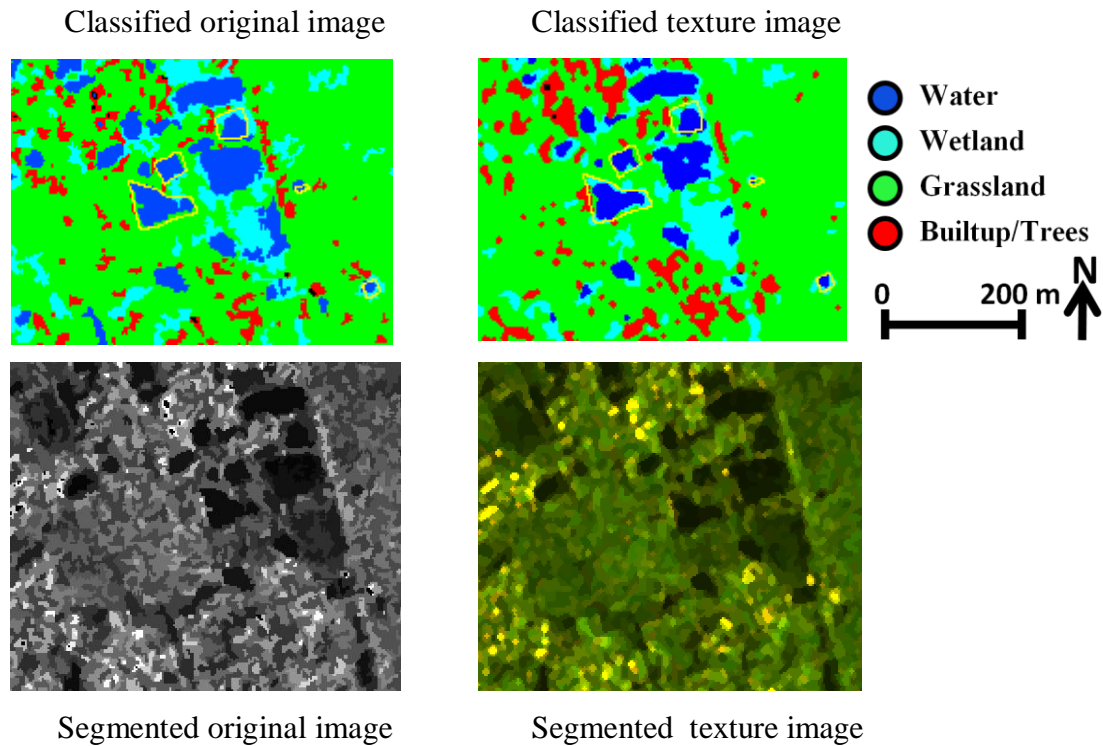 Classified original image
Classified texture image
Water
Wetland
Grassland
Builtup/Trees
N
0 200 m
Segmented original image
Segmented texture image